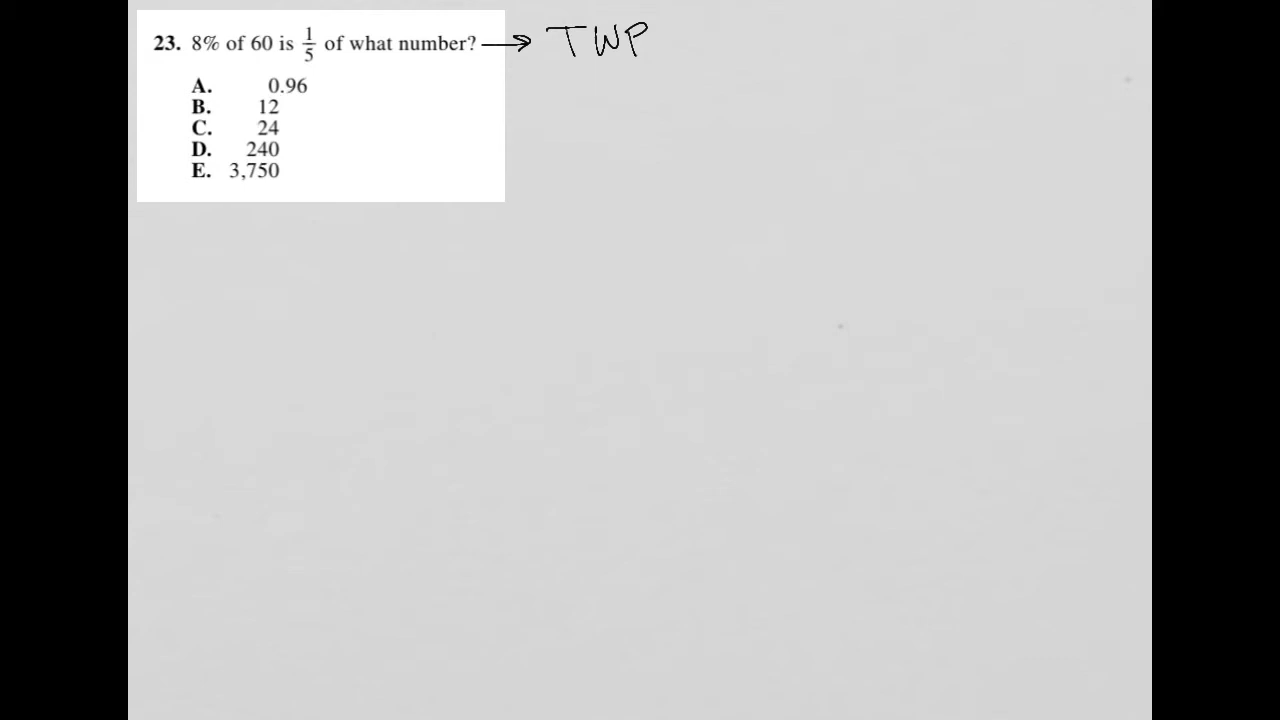 23. 8% of 60 is 1/5 of what number? → TWP
A. 0.96
B. 12
C. 24
D. 240
E. 3,750